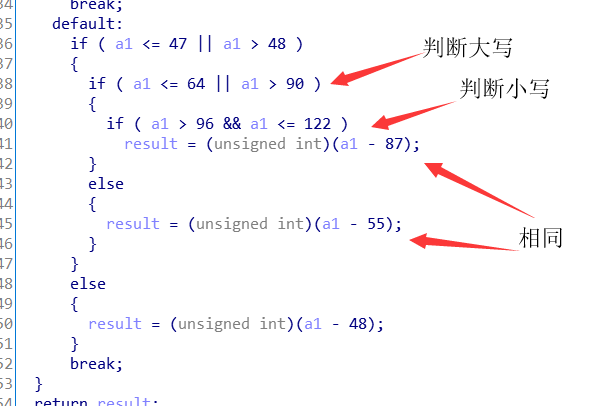 34 break;
35 default:
36 if ( a1 <= 47 || a1 > 48 ) 判断大写
37 {
38 if ( a1 <= 64 || a1 > 90 )
39 { 判断小写
40 if ( a1 > 96 && a1 <= 122 )
41 result = (unsigned int)(a1 - 87);
42 }
43 else
44 {
45 result = (unsigned int)(a1 - 55); 相同
46 }
47 }
48 else
49 {
50 result = (unsigned int)(a1 - 48);
51 }
52 break;
53 }
54 return result;